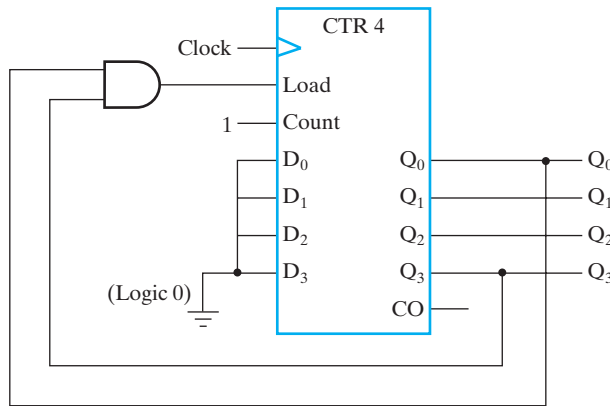 CTR 4
Clock
Load
1 Count
D₀ Q₀ Q₀
D₁ Q₁ Q₁
D₂ Q₂ Q₂
D₃ Q₃ Q₃
(Logic 0)
CO